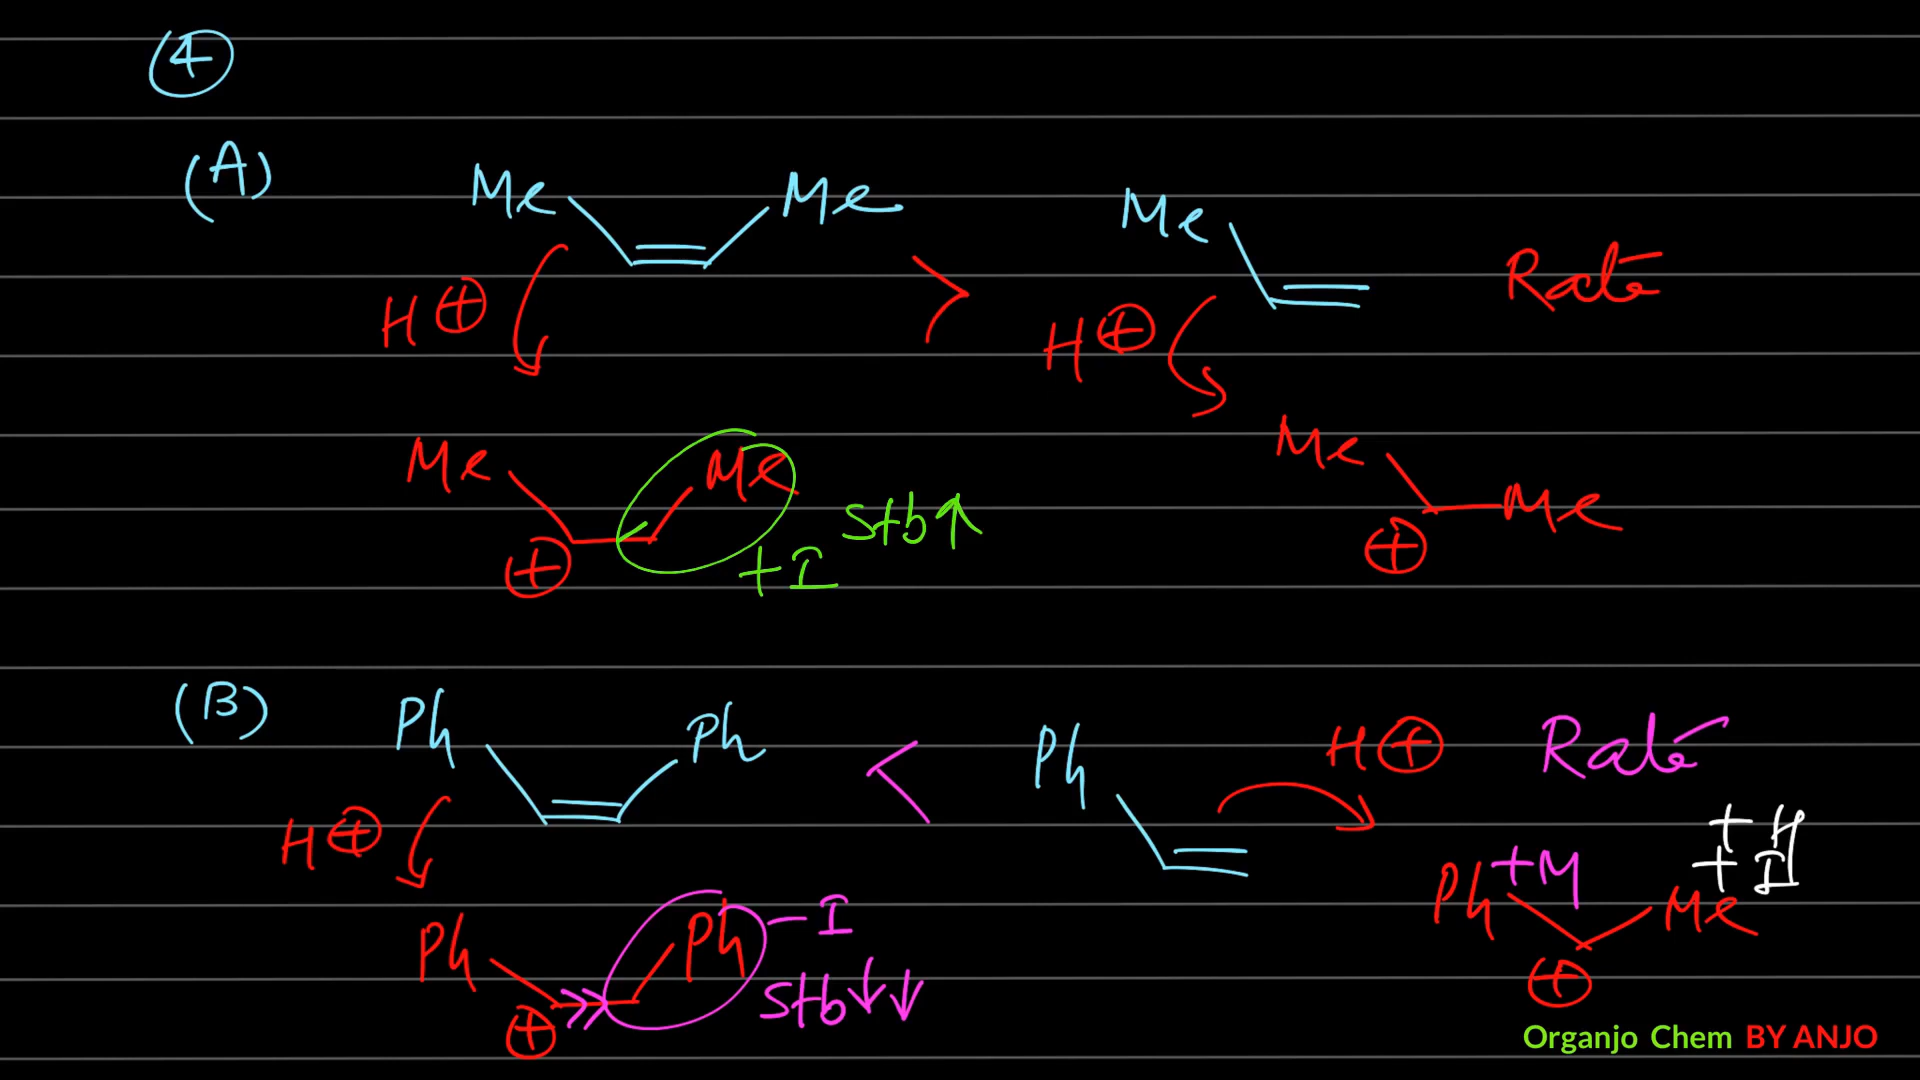 4
(A)
Me Me > Me Rate
H⊕ H⊕
Me Me Stb↑ Me Me
⊕ +I ⊕
(B) Ph Ph < Ph H⊕ Rate
H⊕ +H
Ph +M +I Me
Ph Ph -I
⊕ Stb↓↓ ⊕
Organjo Chem BY ANJO